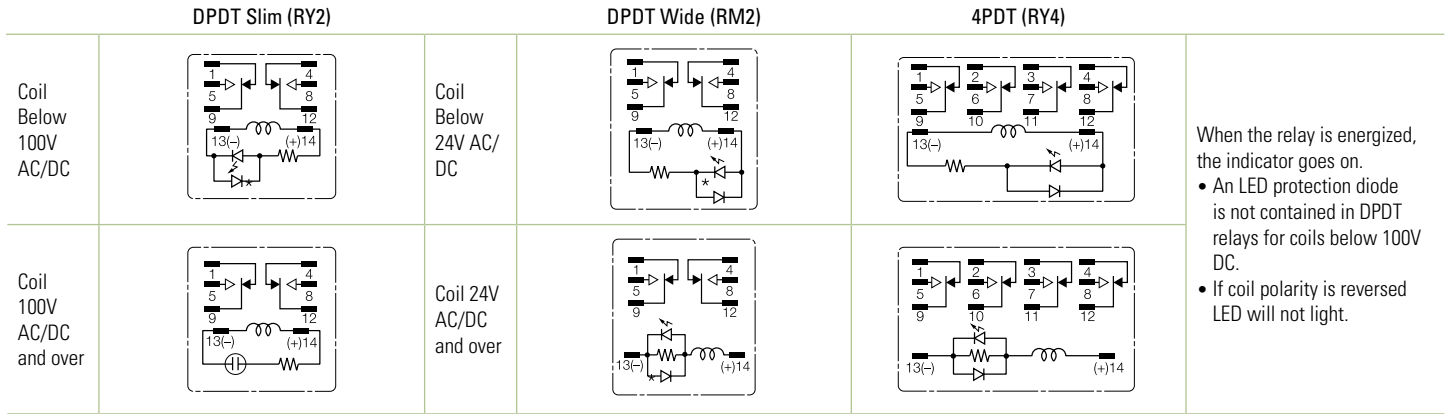 DPDT Slim (RY2)
DPDT Wide (RM2)
4PDT (RY4)
Coil
Below
100V
AC/DC
1 4
5 8
9 12
13(–) (+)14
*
Coil
Below
24V AC/
DC
1 4
5 8
9 12
13(–) (+)14
*
1 2 3 4
5 6 7 8
9 10 11 12
13(–) (+)14
When the relay is energized,
the indicator goes on.
• An LED protection diode
is not contained in DPDT
relays for coils below 100V
DC.
• If coil polarity is reversed
LED will not light.
Coil
100V
AC/DC
and over
1 4
5 8
9 12
13(–) (+)14
Coil 24V
AC/DC
and over
1 4
5 8
9 12
13(–) (+)14
*
1 2 3 4
5 6 7 8
9 10 11 12
13(–) (+)14